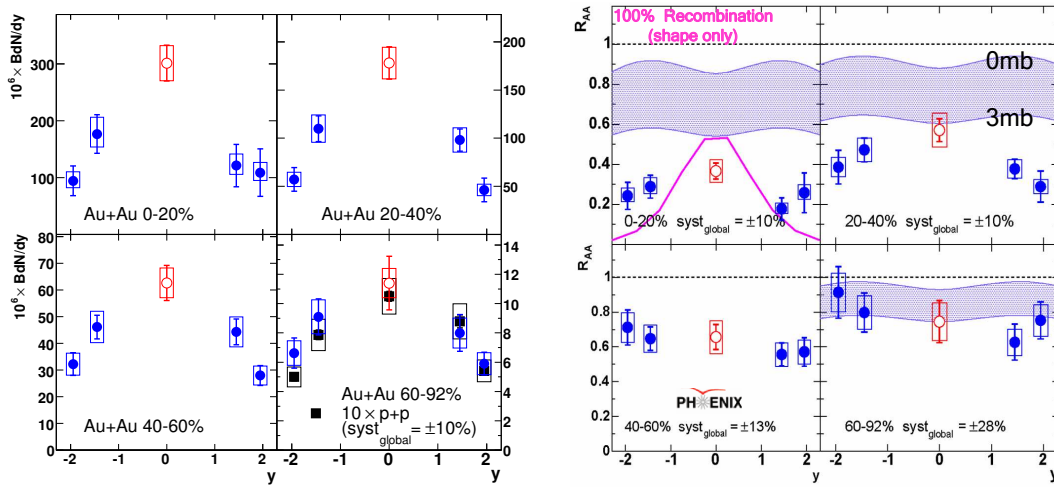 10⁶× BdN/dy
300
200
100
Au+Au 0-20%
200
150
100
50
Au+Au 20-40%
10⁶× BdN/dy
80
70
60
50
40
30
20
10
0
Au+Au 40-60%
14
12
10
8
6
4
2
0
Au+Au 60-92%
10×p+p
(syst_global = ±10%)
-2 -1 0 1 2
-2 -1 0 1 2
y
R_AA
100% Recombination
(shape only)
1
0.8
0.6
0.4
0.2
0-20% syst_global = ±10%
0mb
3mb
20-40% syst_global = ±10%
R_AA
1
0.8
0.6
0.4
0.2
0
PHENIX
40-60% syst_global = ±13%
60-92% syst_global = ±28%
-2 -1 0 1 2
-2 -1 0 1 2
y
y